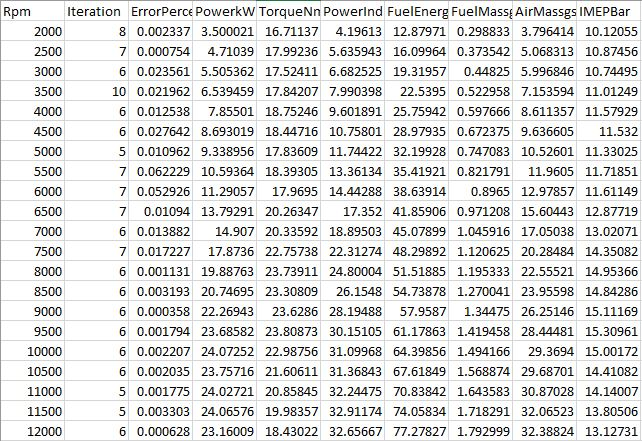 Rpm Iteration ErrorPerce PowerkW TorqueNm PowerInd FuelEnerg FuelMassg AirMassgs IMEPBar
2000 8 0.002337 3.500021 16.71137 4.19613 12.87971 0.298833 3.796414 10.12055
2500 7 0.000754 4.71039 17.99236 5.635943 16.09964 0.373542 5.068313 10.87456
3000 6 0.023561 5.505362 17.52411 6.682525 19.31957 0.44825 5.996846 10.74495
3500 10 0.021962 6.539459 17.84207 7.990398 22.5395 0.522958 7.153594 11.01249
4000 6 0.012538 7.85501 18.75246 9.601891 25.75942 0.597666 8.611357 11.57929
4500 6 0.027642 8.693019 18.44716 10.75801 28.97935 0.672375 9.636605 11.532
5000 5 0.010962 9.338956 17.83609 11.74422 32.19928 0.747083 10.52601 11.33025
5500 7 0.062229 10.59364 18.39305 13.36134 35.41921 0.821791 11.9605 11.71851
6000 7 0.052926 11.29057 17.9695 14.44288 38.63914 0.8965 12.97857 11.61149
6500 7 0.01094 13.79291 20.26347 17.352 41.85906 0.971208 15.60443 12.87719
7000 6 0.013882 14.907 20.33592 18.89503 45.07899 1.045916 17.05038 13.02071
7500 7 0.017227 17.8736 22.75738 22.31274 48.29892 1.120625 20.28484 14.35082
8000 6 0.001131 19.88763 23.73911 24.80004 51.51885 1.195333 22.55521 14.95366
8500 6 0.003193 20.74695 23.30809 26.1548 54.73878 1.270041 23.95598 14.84286
9000 6 0.000358 22.26943 23.6286 28.19488 57.9587 1.34475 26.25146 15.11169
9500 6 0.001794 23.68582 23.80873 30.15105 61.17863 1.419458 28.44481 15.30961
10000 6 0.002207 24.07252 22.98756 31.09968 64.39856 1.494166 29.3694 15.00172
10500 6 0.002035 23.75716 21.60611 31.36843 67.61849 1.568874 29.68701 14.41082
11000 5 0.001775 24.02721 20.85845 32.24475 70.83842 1.643583 30.87028 14.14007
11500 5 0.003303 24.06576 19.98357 32.91174 74.05834 1.718291 32.06523 13.80506
12000 6 0.000628 23.16009 18.43022 32.65667 77.27827 1.792999 32.38824 13.12731